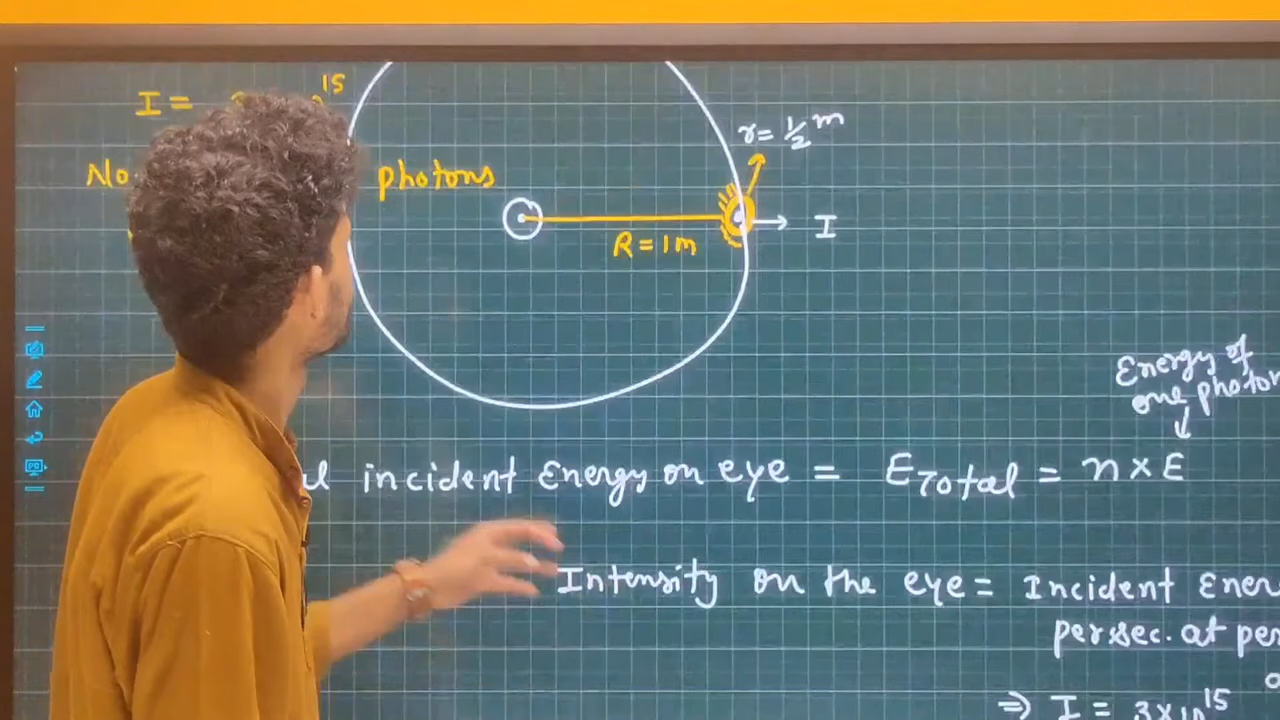 I = 15
No. photons
r = 1/2 m
R = 1m
I
Energy of
one photon
incident Energy on eye = E Total = n × E
Intensity on the eye = Incident Ener
per sec. at per
⇒ I = 3×10^15